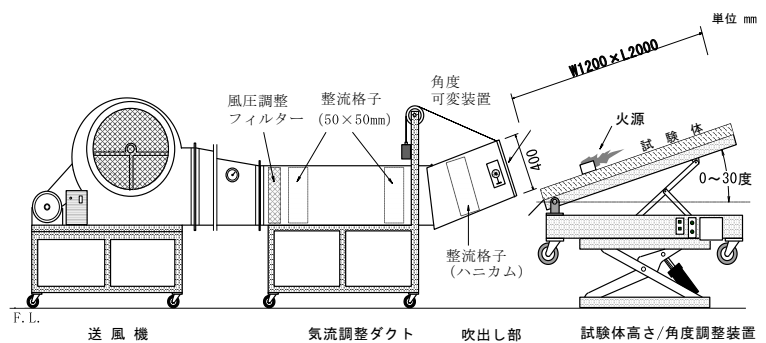 単位 mm
W1200×L2000
角度
可変装置
風圧調整
フィルター
整流格子
(50×50mm)
火源
試験体
400
0～30度
整流格子
(ハニカム)
F.L.
送風機
気流調整ダクト
吹出し部
試験体高さ/角度調整装置